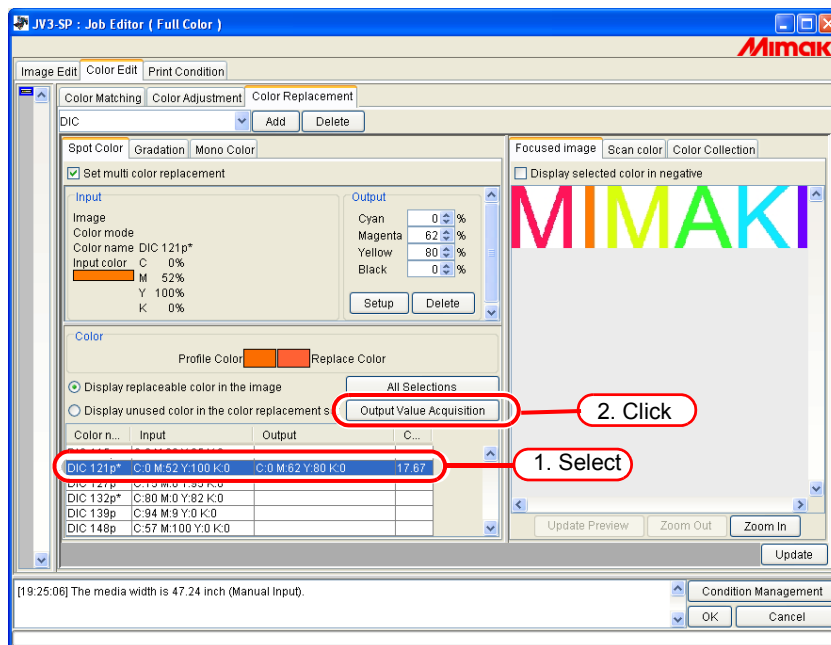 JV3-SP : Job Editor ( Full Color )
Mimak
Image Edit Color Edit Print Condition
Color Matching Color Adjustment Color Replacement
DIC Add Delete
Spot Color Gradation Mono Color
Set multi color replacement
Input
Image
Color mode
Color name DIC 121p*
Input color C 0%
M 52%
Y 100%
K 0%
Output
Cyan 0 %
Magenta 62 %
Yellow 80 %
Black 0 %
Setup Delete
Color
Profile Color Replace Color
Display replaceable color in the image All Selections
Display unused color in the color replacement s Output Value Acquisition
Color n... Input Output C...
DIC 121p* C:0 M:52 Y:100 K:0 C:0 M:62 Y:80 K:0 17.67
DIC 132p* C:80 M:0 Y:82 K:0
DIC 139p C:94 M:9 Y:0 K:0
DIC 148p C:57 M:100 Y:0 K:0
Focused image Scan color Color Collection
Display selected color in negative
MIMAKI
2. Click
1. Select
Update Preview Zoom Out Zoom In
Update
[19:25:06] The media width is 47.24 inch (Manual Input).
Condition Management
OK Cancel